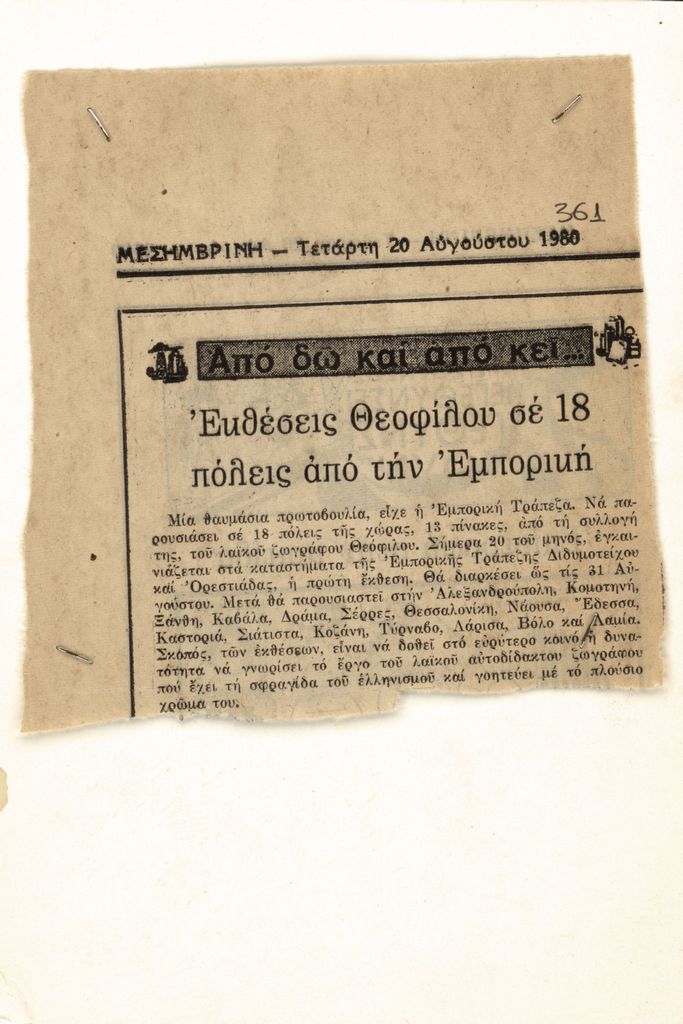 361
ΜΕΣΗΜΒΡΙΝΗ — Τετάρτη 20 Αὐγούστου 1980
Ἀπό δῶ καί ἀπό κεῖ...
Ἐκθέσεις Θεοφίλου σέ 18
πόλεις ἀπό τήν Ἐμπορική
Μία θαυμάσια πρωτοβουλία, εἶχε ἡ Ἐμπορική Τράπεζα. Νά πα-
ρουσιάσει σέ 18 πόλεις τῆς χώρας, 13 πίνακες, ἀπό τή συλλογή
της, τοῦ λαϊκοῦ ζωγράφου Θεόφιλου. Σήμερα 20 τοῦ μηνός, ἐγκαι-
νιάζεται στά καταστήματα τῆς Ἐμπορικῆς Τράπεζης Διδυμοτείχου
καί Ὀρεστιάδας, ἡ πρώτη ἔκθεση. Θά διαρκέσει ὥς τίς 31 Αὐ-
γούστου. Μετά θά παρουσιαστεῖ στήν Ἀλεξανδρούπολη, Κομοτηνή,
Ξάνθη, Καβάλα, Δράμα, Σέρρες, Θεσσαλονίκη, Νάουσα, Ἔδεσσα,
Καστοριά, Σιάτιστα, Κοζάνη, Τύρναβο, Λάρισα, Βόλο καί Λαμία.
Σκοπός, τῶν ἐκθέσεων, εἶναι νά δοθεῖ στό εὐρύτερο κοινό ἡ δυνα-
τότητα νά γνωρίσει τό ἔργο τοῦ λαϊκοῦ αὐτοδίδακτου ζωγράφου
πού ἔχει τή σφραγίδα τοῦ ἑλληνισμοῦ καί γοητεύει μέ τό πλούσιο
χρῶμα του.